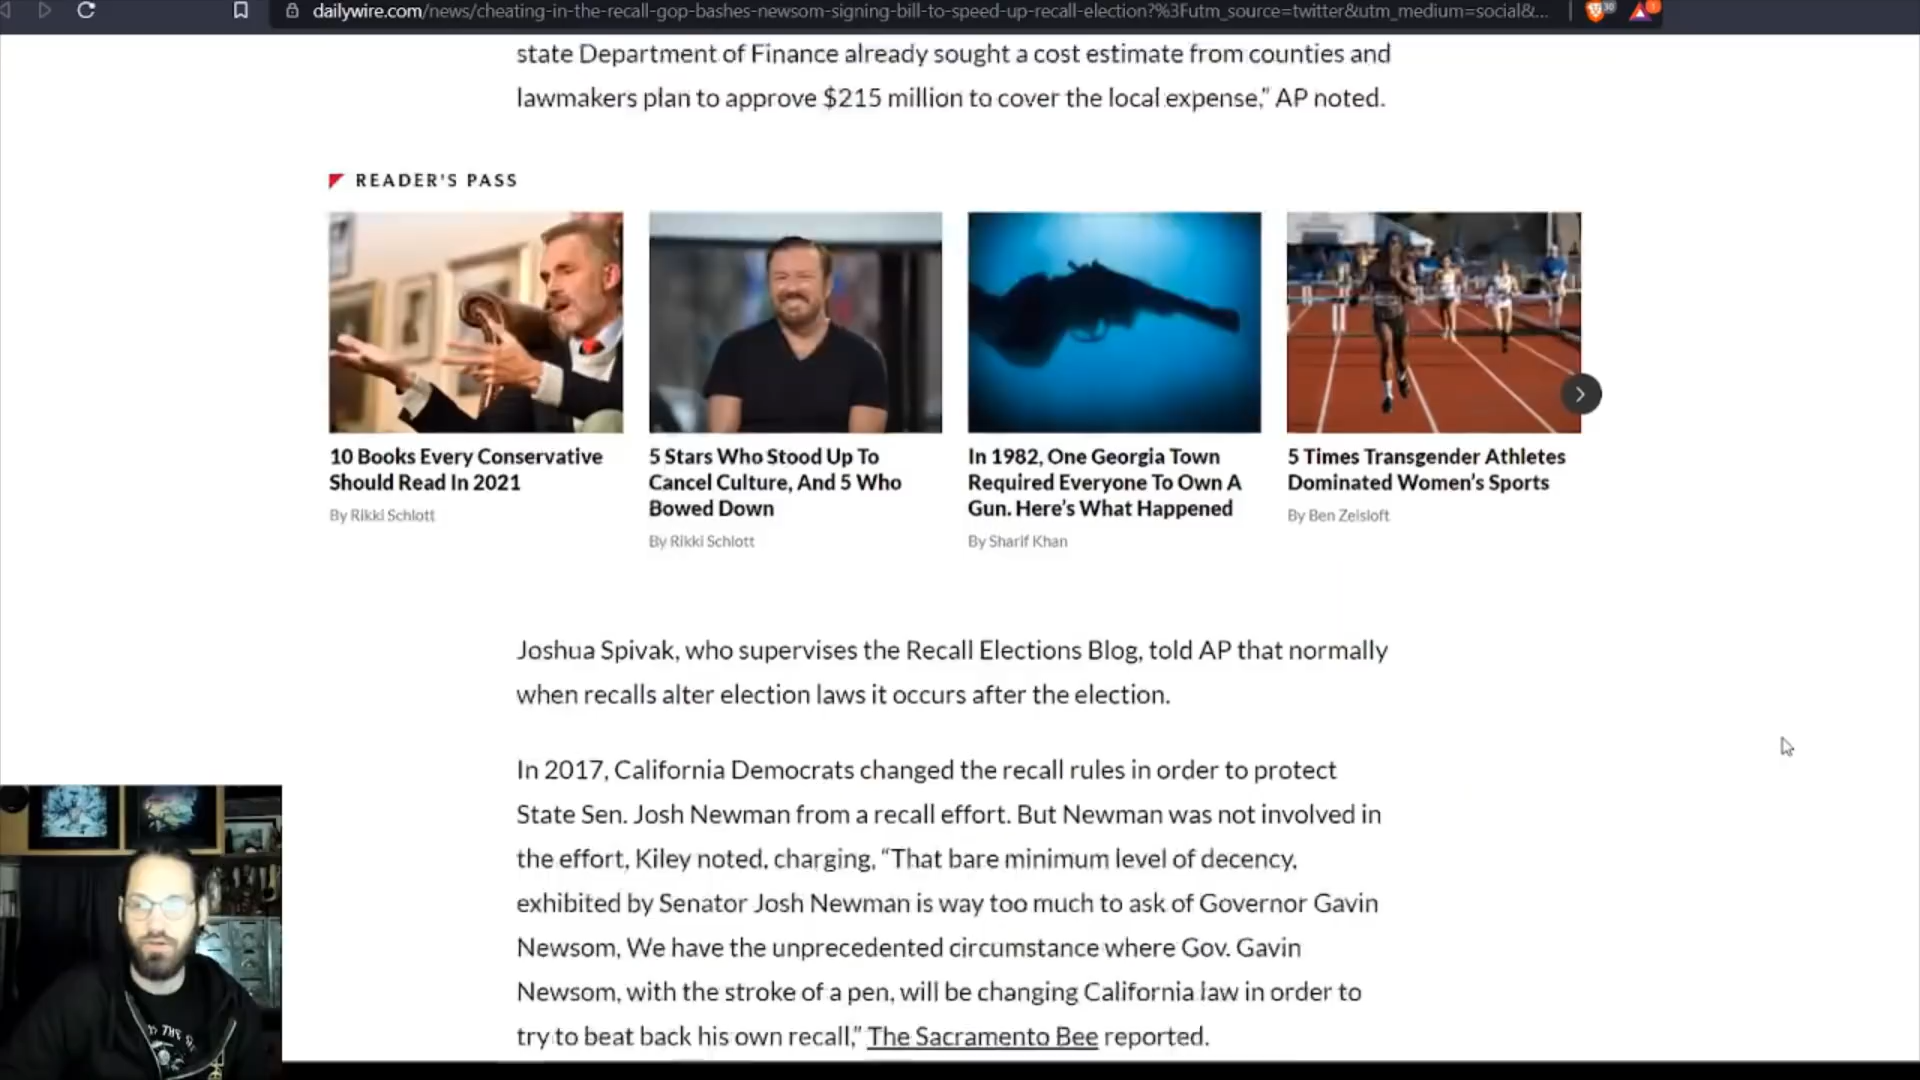 dailywire.com/news/cheating-in-the-recall-gop-bashes-newsom-signing-bill-to-speed-up-recall-election?%3Futm_source=twitter&utm_medium=social&...
state Department of Finance already sought a cost estimate from counties and
lawmakers plan to approve $215 million to cover the local expense,” AP noted.
READER'S PASS
10 Books Every Conservative
Should Read In 2021
By Rikki Schlott
5 Stars Who Stood Up To
Cancel Culture, And 5 Who
Bowed Down
By Rikki Schlott
In 1982, One Georgia Town
Required Everyone To Own A
Gun. Here’s What Happened
By Sharif Khan
5 Times Transgender Athletes
Dominated Women’s Sports
By Ben Zeisloft
Joshua Spivak, who supervises the Recall Elections Blog, told AP that normally
when recalls alter election laws it occurs after the election.
In 2017, California Democrats changed the recall rules in order to protect
State Sen. Josh Newman from a recall effort. But Newman was not involved in
the effort, Kiley noted, charging, “That bare minimum level of decency,
exhibited by Senator Josh Newman is way too much to ask of Governor Gavin
Newsom, We have the unprecedented circumstance where Gov. Gavin
Newsom, with the stroke of a pen, will be changing California law in order to
try to beat back his own recall,” The Sacramento Bee reported.